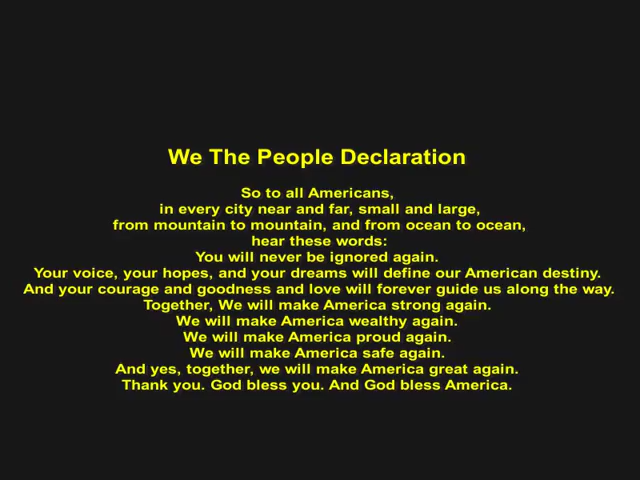 We The People Declaration
So to all Americans,
in every city near and far, small and large,
from mountain to mountain, and from ocean to ocean,
hear these words:
You will never be ignored again.
Your voice, your hopes, and your dreams will define our American destiny.
And your courage and goodness and love will forever guide us along the way.
Together, We will make America strong again.
We will make America wealthy again.
We will make America proud again.
We will make America safe again.
And yes, together, we will make America great again.
Thank you. God bless you. And God bless America.